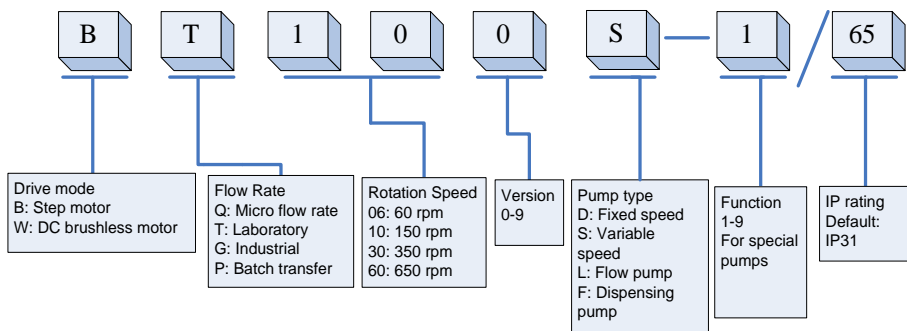 B T 1 0 0 S 1 / 65
Drive mode
B: Step motor
W: DC brushless motor
Flow Rate
Q: Micro flow rate
T: Laboratory
G: Industrial
P: Batch transfer
Rotation Speed
06: 60 rpm
10: 150 rpm
30: 350 rpm
60: 650 rpm
Version
0-9
Pump type
D: Fixed speed
S: Variable
speed
L: Flow pump
F: Dispensing
pump
Function
1-9
For special
pumps
IP rating
Default:
IP31